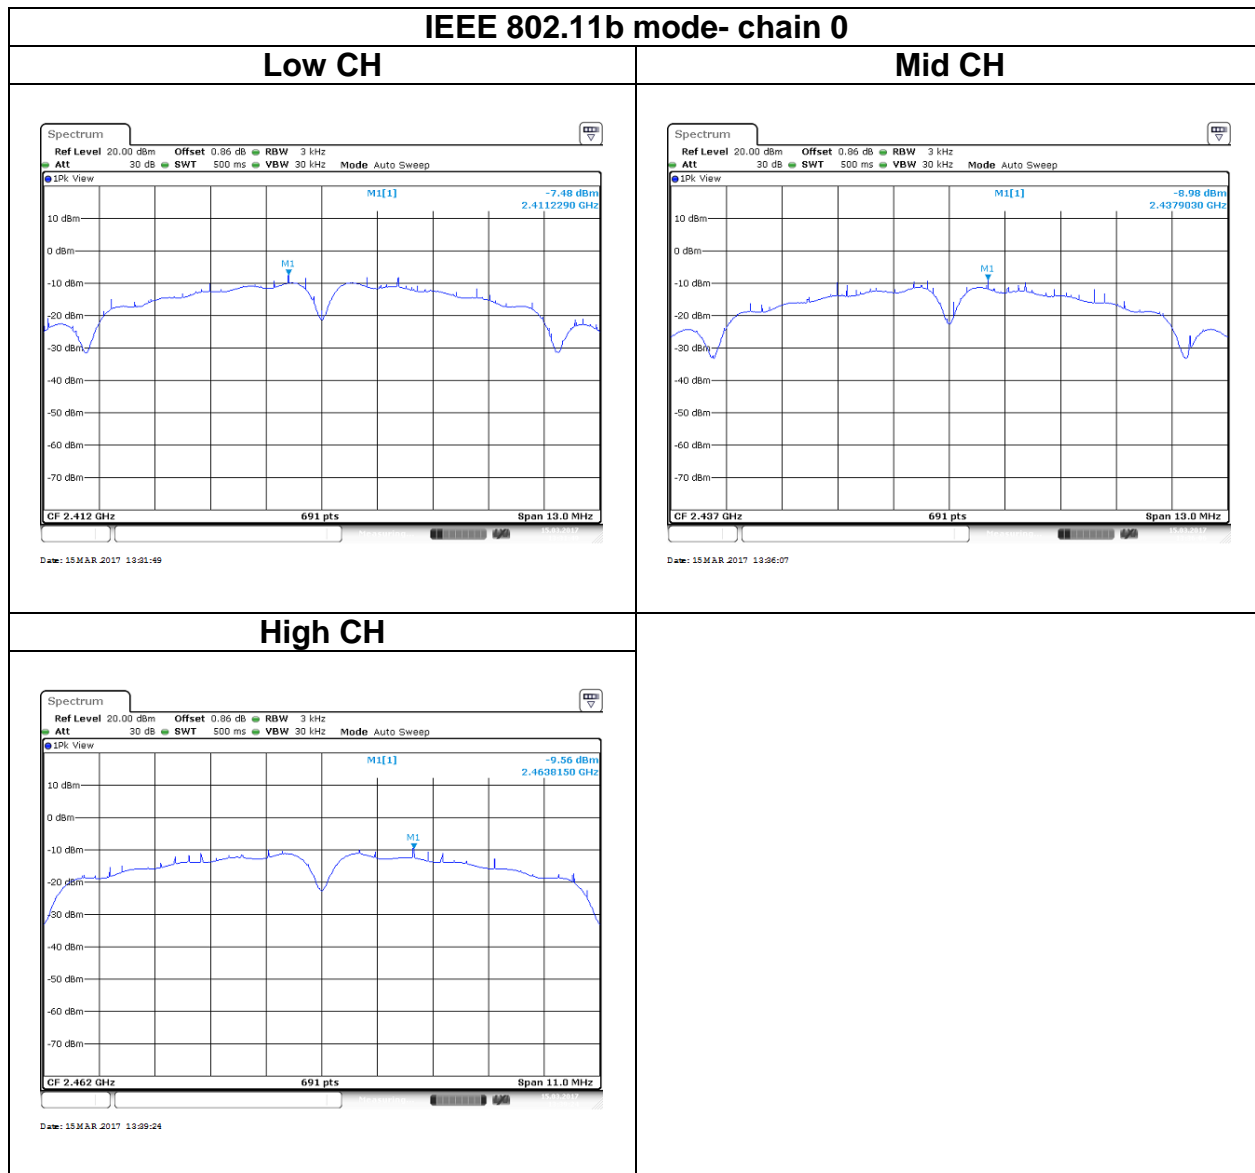 IEEE 802.11b mode- chain 0
Low CH
Mid CH
Spectrum
Ref Level 20.00 dBm Offset 0.86 dB RBW 3 kHz
Att 30 dB SWT 500 ms VBW 30 kHz Mode Auto Sweep
1Pk View
M1[1] -7.48 dBm
2.4112290 GHz
10 dBm
0 dBm
M1
-10 dBm
-20 dBm
-30 dBm
-40 dBm
-50 dBm
-60 dBm
-70 dBm
CF 2.412 GHz 691 pts Span 13.0 MHz
Date: 15.MAR.2017 13:31:49
Spectrum
Ref Level 20.00 dBm Offset 0.86 dB RBW 3 kHz
Att 30 dB SWT 500 ms VBW 30 kHz Mode Auto Sweep
1Pk View
M1[1] -8.98 dBm
2.4379030 GHz
10 dBm
0 dBm
M1
-10 dBm
-20 dBm
-30 dBm
-40 dBm
-50 dBm
-60 dBm
-70 dBm
CF 2.437 GHz 691 pts Span 13.0 MHz
Date: 15.MAR.2017 13:36:07
High CH
Spectrum
Ref Level 20.00 dBm Offset 0.86 dB RBW 3 kHz
Att 30 dB SWT 500 ms VBW 30 kHz Mode Auto Sweep
1Pk View
M1[1] -9.56 dBm
2.4638150 GHz
10 dBm
0 dBm
M1
-10 dBm
-20 dBm
-30 dBm
-40 dBm
-50 dBm
-60 dBm
-70 dBm
CF 2.462 GHz 691 pts Span 11.0 MHz
Date: 15.MAR.2017 13:39:24